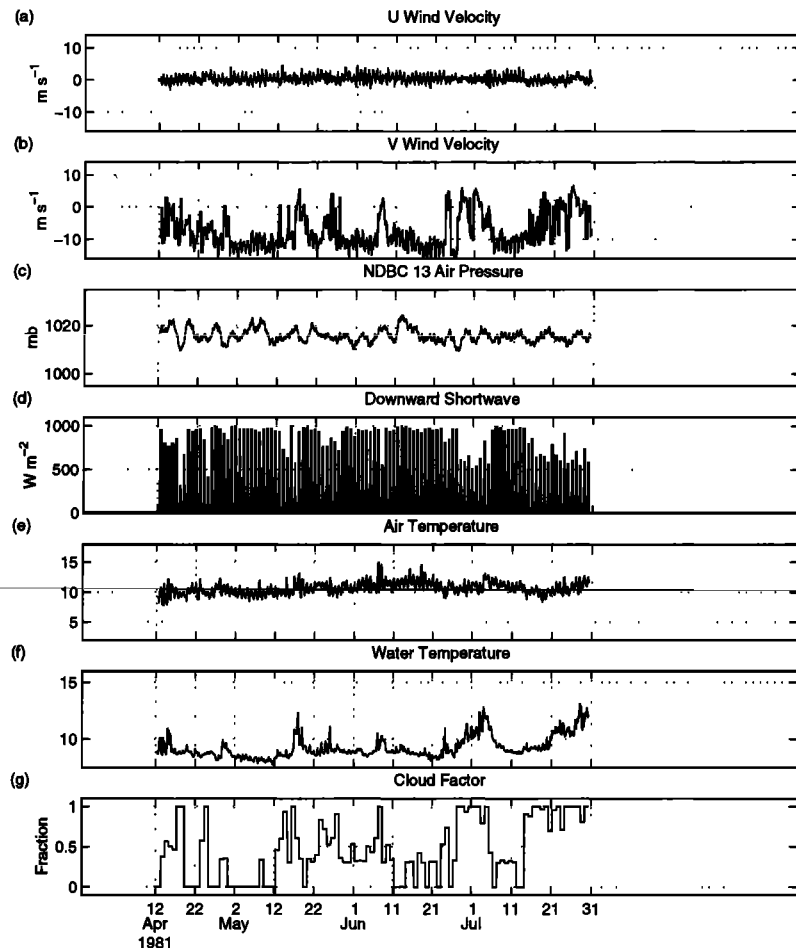 (a)
U Wind Velocity
10
0
−10
m s⁻¹
(b)
V Wind Velocity
10
0
−10
m s⁻¹
(c)
NDBC 13 Air Pressure
1020
1000
mb
(d)
Downward Shortwave
1000
500
0
W m⁻²
(e)
Air Temperature
15
10
5
(f)
Water Temperature
15
10
(g)
Cloud Factor
1
0.5
0
Fraction
12 22 2 12 22 1 11 21 1 11 21 31
Apr May Jun Jul
1981